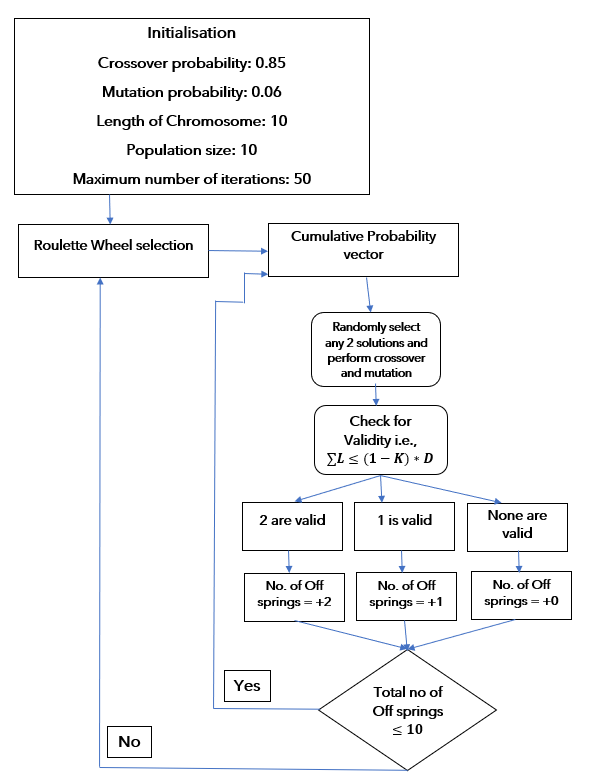 Initialisation
Crossover probability: 0.85
Mutation probability: 0.06
Length of Chromosome: 10
Population size: 10
Maximum number of iterations: 50
Roulette Wheel selection
Cumulative Probability
vector
Randomly select
any 2 solutions and
perform crossover
and mutation
Check for
Validity i.e.,
∑L ≤ (1 − K) * D
2 are valid
1 is valid
None are
valid
No. of Off
springs = +2
No. of Off
springs = +1
No. of Off
springs = +0
Total no of
Off springs
≤ 10
Yes
No